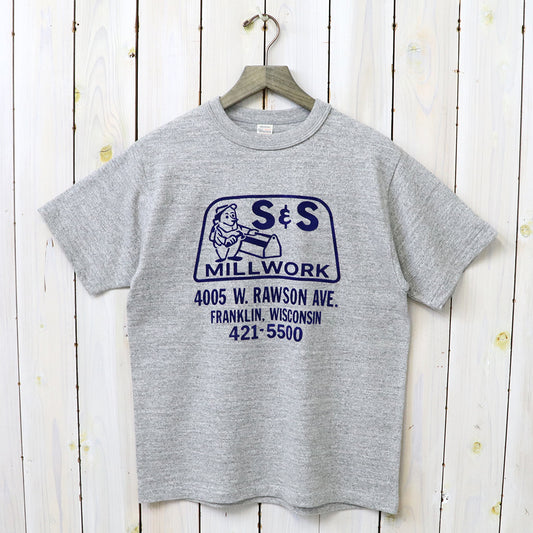 S & S
MILLWORK
4005 W. RAWSON AVE.
FRANKLIN, WISCONSIN
421-5500